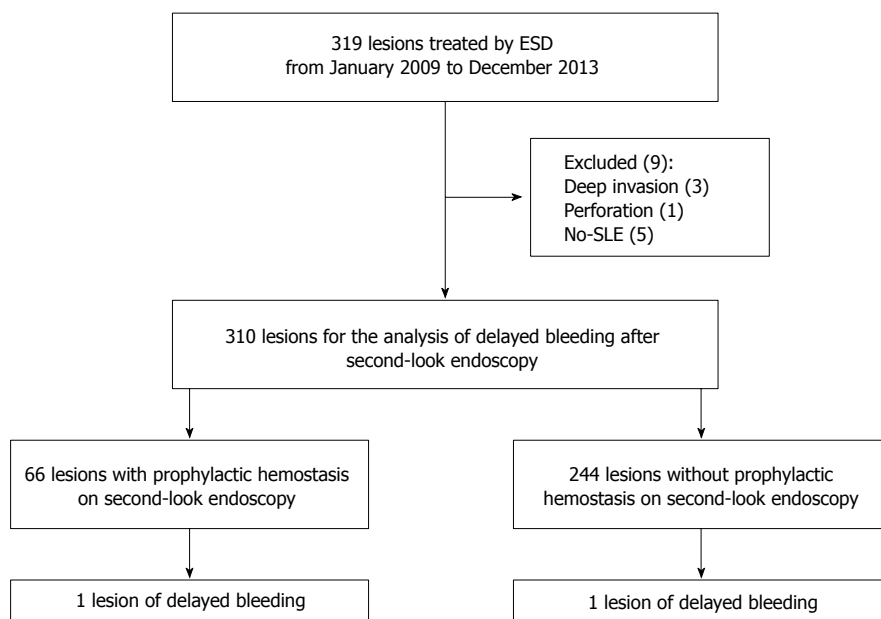 319 lesions treated by ESD
from January 2009 to December 2013
Excluded (9):
Deep invasion (3)
Perforation (1)
No-SLE (5)
310 lesions for the analysis of delayed bleeding after
second-look endoscopy
66 lesions with prophylactic hemostasis
on second-look endoscopy
244 lesions without prophylactic
hemostasis on second-look endoscopy
1 lesion of delayed bleeding
1 lesion of delayed bleeding